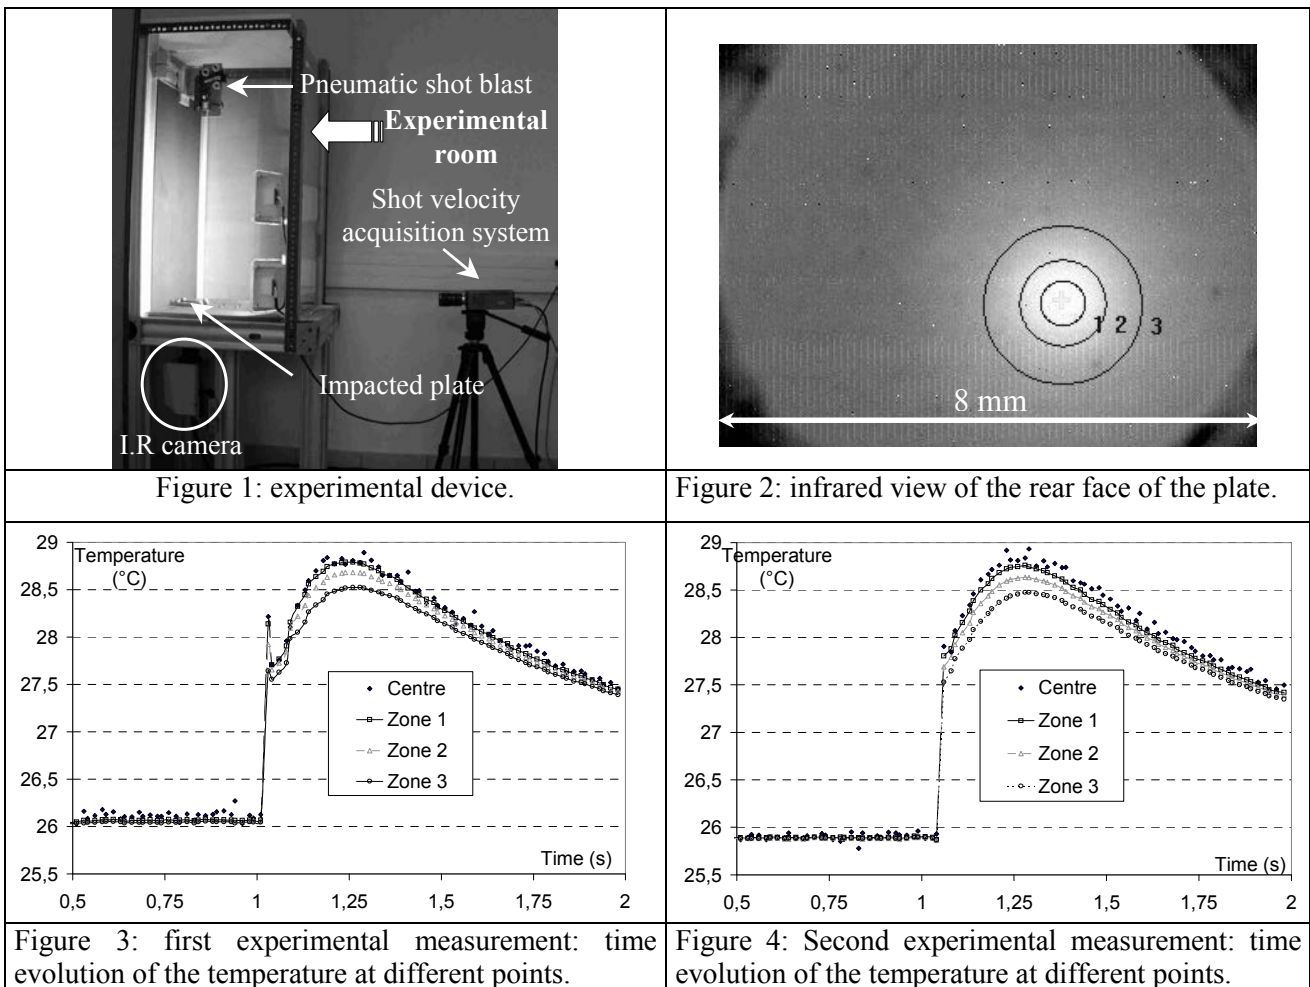 Pneumatic shot blast
Experimental
room
Shot velocity
acquisition system
Impacted plate
I.R camera
Figure 1: experimental device.
1 2 3
8 mm
Figure 2: infrared view of the rear face of the plate.
29
28,5
28
27,5
27
26,5
26
25,5
Temperature
(°C)
Centre
Zone 1
Zone 2
Zone 3
Time (s)
0,5 0,75 1 1,25 1,5 1,75 2
Figure 3: first experimental measurement: time
evolution of the temperature at different points.
29
28,5
28
27,5
27
26,5
26
25,5
Temperature
(°C)
Centre
Zone 1
Zone 2
Zone 3
Time (s)
0,5 0,75 1 1,25 1,5 1,75 2
Figure 4: Second experimental measurement: time
evolution of the temperature at different points.